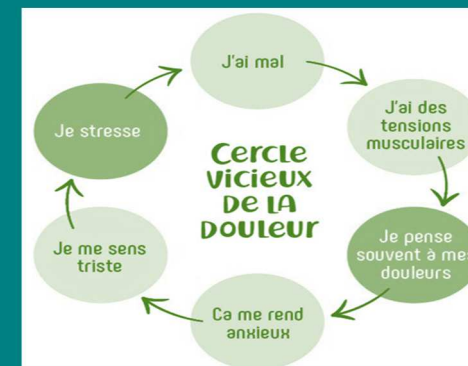 J'ai mal
J'ai des
tensions
musculaires
Je pense
souvent à mes
douleurs
Ca me rend
anxieux
Je me sens
triste
Je stresse
Cercle
vicieux
De LA
DOULeuR